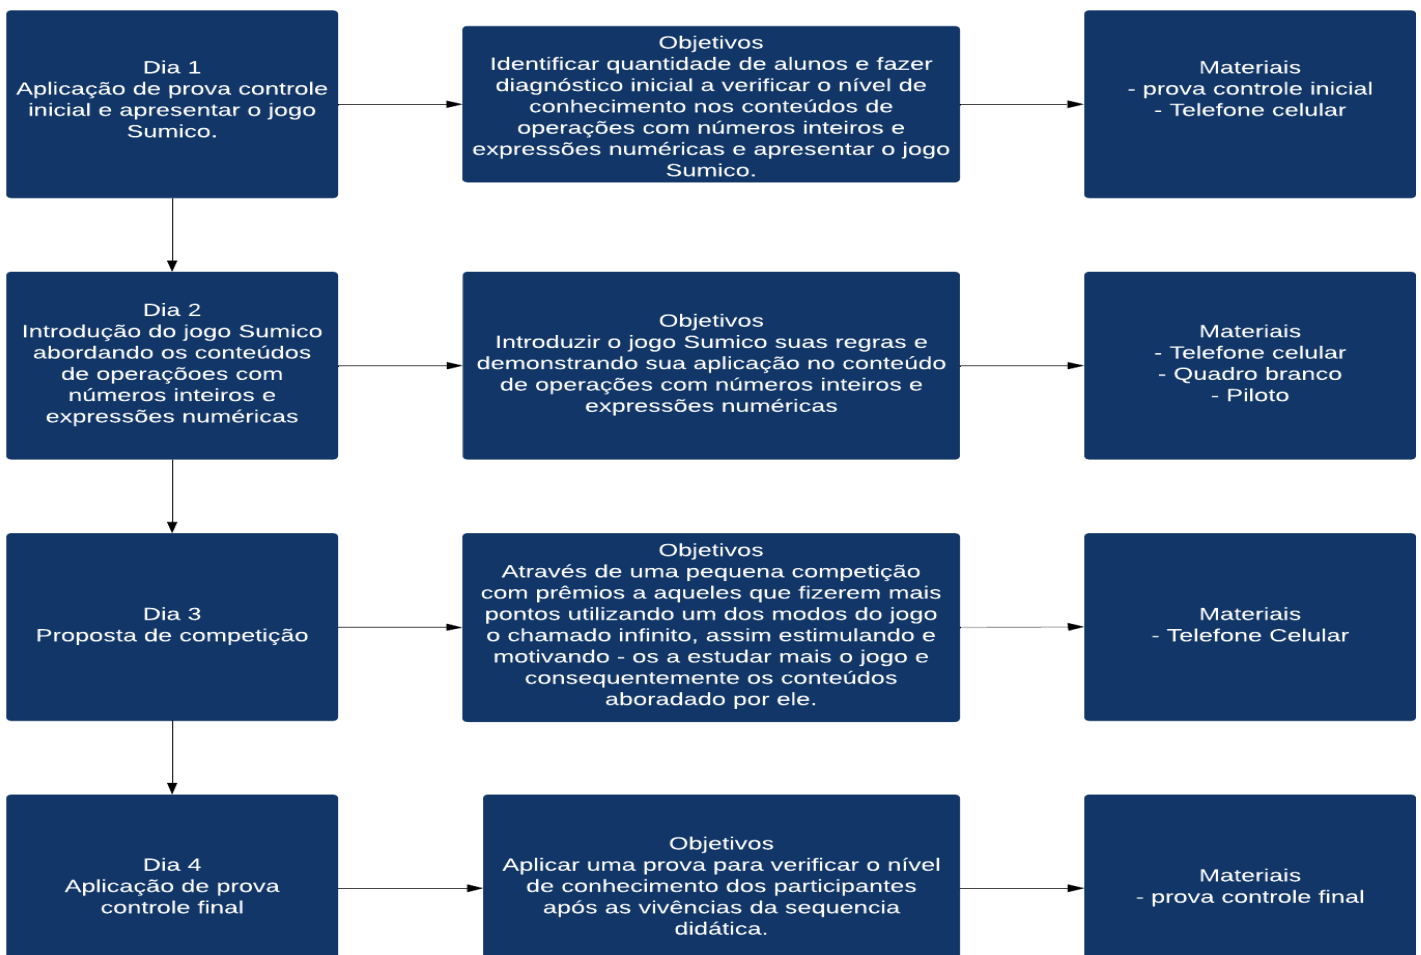 Dia 1
Aplicação de prova controle
inicial e apresentar o jogo
Sumico.
Objetivos
Identificar quantidade de alunos e fazer
diagnóstico inicial a verificar o nível de
conhecimento nos conteúdos de
operações com números inteiros e
expressões numéricas e apresentar o jogo
Sumico.
Materiais
- prova controle inicial
- Telefone celular
Dia 2
Introdução do jogo Sumico
abordando os conteúdos
de operaçõoes com
números inteiros e
expressões numéricas
Objetivos
Introduzir o jogo Sumico suas regras e
demonstrando sua aplicação no conteúdo
de operações com números inteiros e
expressões numéricas
Materiais
- Telefone celular
- Quadro branco
- Piloto
Dia 3
Proposta de competição
Objetivos
Através de uma pequena competição
com prêmios a aqueles que fizerem mais
pontos utilizando um dos modos do jogo
o chamado infinito, assim estimulando e
motivando - os a estudar mais o jogo e
consequentemente os conteúdos
aboradado por ele.
Materiais
- Telefone Celular
Dia 4
Aplicação de prova
controle final
Objetivos
Aplicar uma prova para verificar o nível
de conhecimento dos participantes
após as vivências da sequencia
didática.
Materiais
- prova controle final